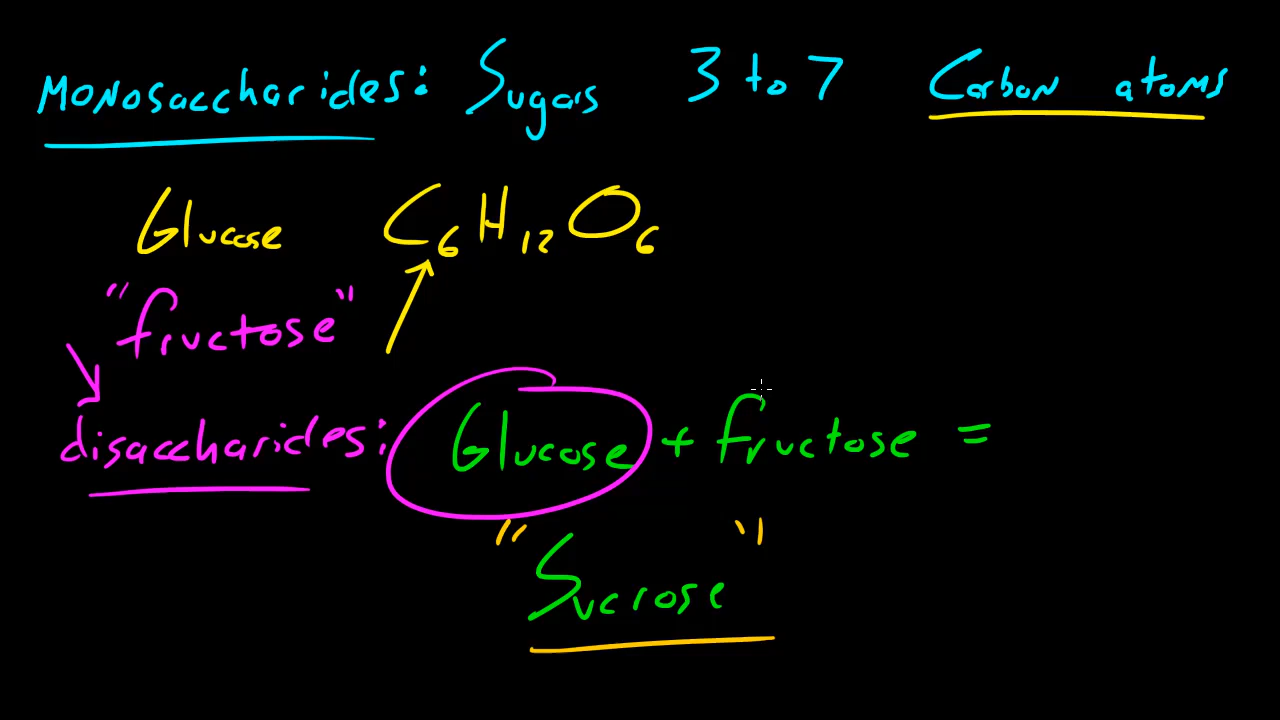 Monosaccharides: Sugars 3 to 7 Carbon atoms
Glucose C₆H₁₂O₆
"fructose"
disaccharides: Glucose + fructose =
"Sucrose"